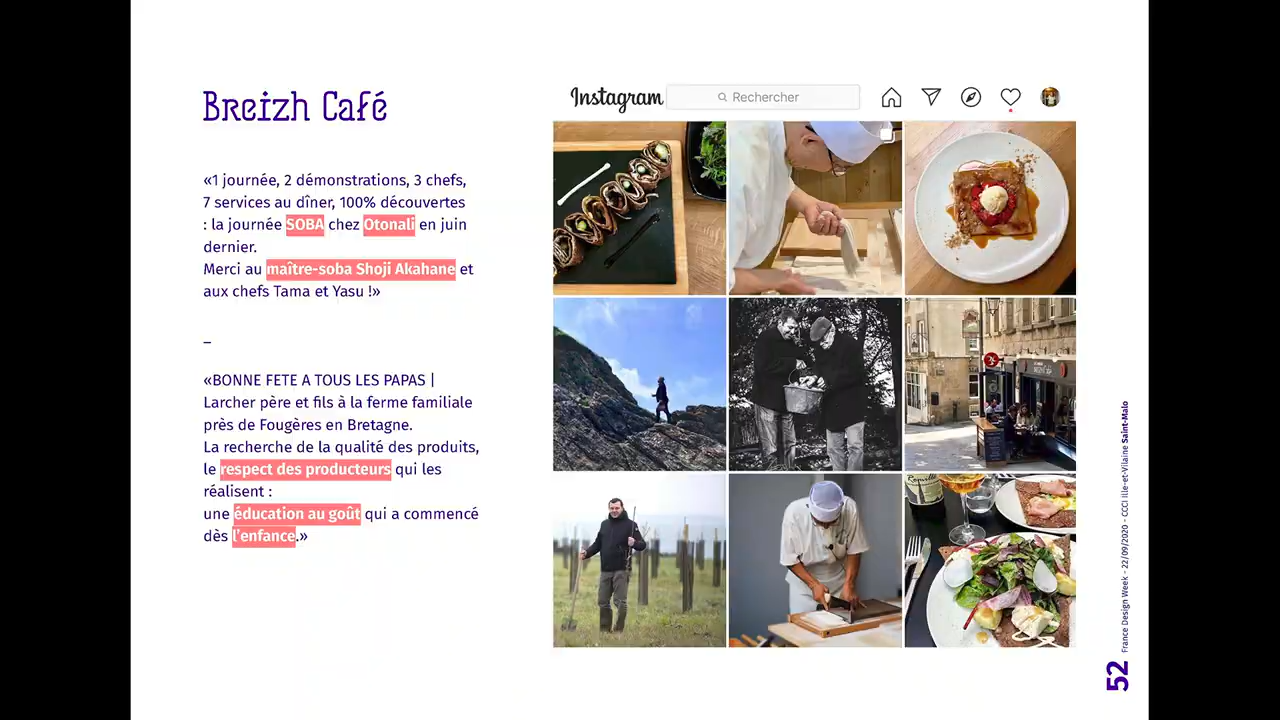 Breizh Café
«1 journée, 2 démonstrations, 3 chefs,
7 services au dîner, 100% découvertes
: la journée SOBA chez Otonali en juin
dernier.
Merci au maître-soba Shoji Akahane et
aux chefs Tama et Yasu !»
–
«BONNE FETE A TOUS LES PAPAS |
Larcher père et fils à la ferme familiale
près de Fougères en Bretagne.
La recherche de la qualité des produits,
le respect des producteurs qui les
réalisent :
une éducation au goût qui a commencé
dès l'enfance.»
Instagram
Rechercher
France Design Week - 22/09/2020 - CCCI Ille-et-Vilaine Saint-Malo
52